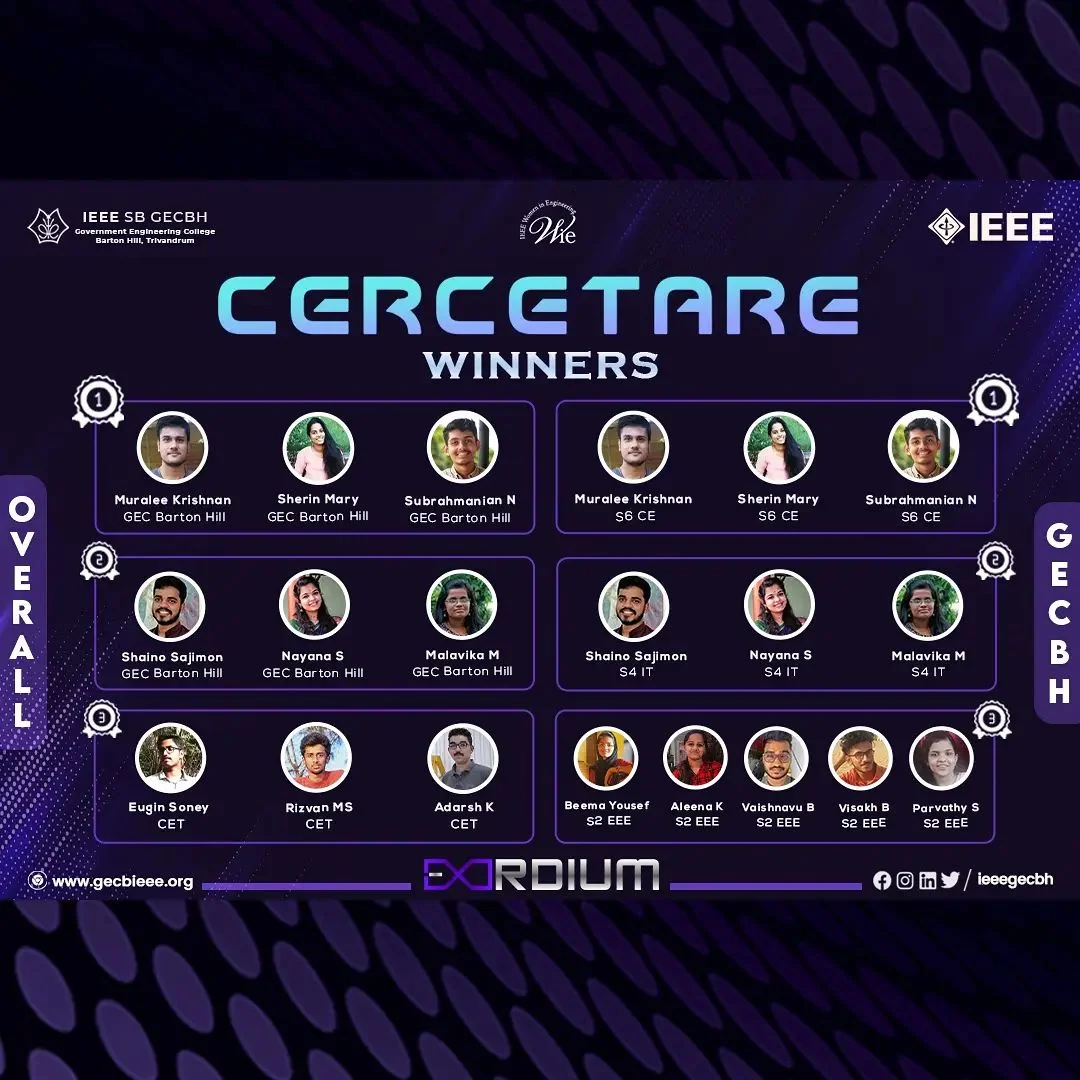 IEEE SB GECBH
Government Engineering College
Barton Hill, Trivandrum
IEEE Women in Engineering
Wie
IEEE
CERCETARE
WINNERS
OVERALL
1
Muralee Krishnan
GEC Barton Hill
Sherin Mary
GEC Barton Hill
Subrahmanian N
GEC Barton Hill
2
Shaino Sajimon
GEC Barton Hill
Nayana S
GEC Barton Hill
Malavika M
GEC Barton Hill
3
Eugin Soney
CET
Rizvan MS
CET
Adarsh K
CET
GECBH
1
Muralee Krishnan
S6 CE
Sherin Mary
S6 CE
Subrahmanian N
S6 CE
2
Shaino Sajimon
S4 IT
Nayana S
S4 IT
Malavika M
S4 IT
3
Beema Yousef
S2 EEE
Aleena K
S2 EEE
Vaishnavu B
S2 EEE
Visakh B
S2 EEE
Parvathy S
S2 EEE
www.gecbieee.org
EXORDIUM
/ ieeegecbh